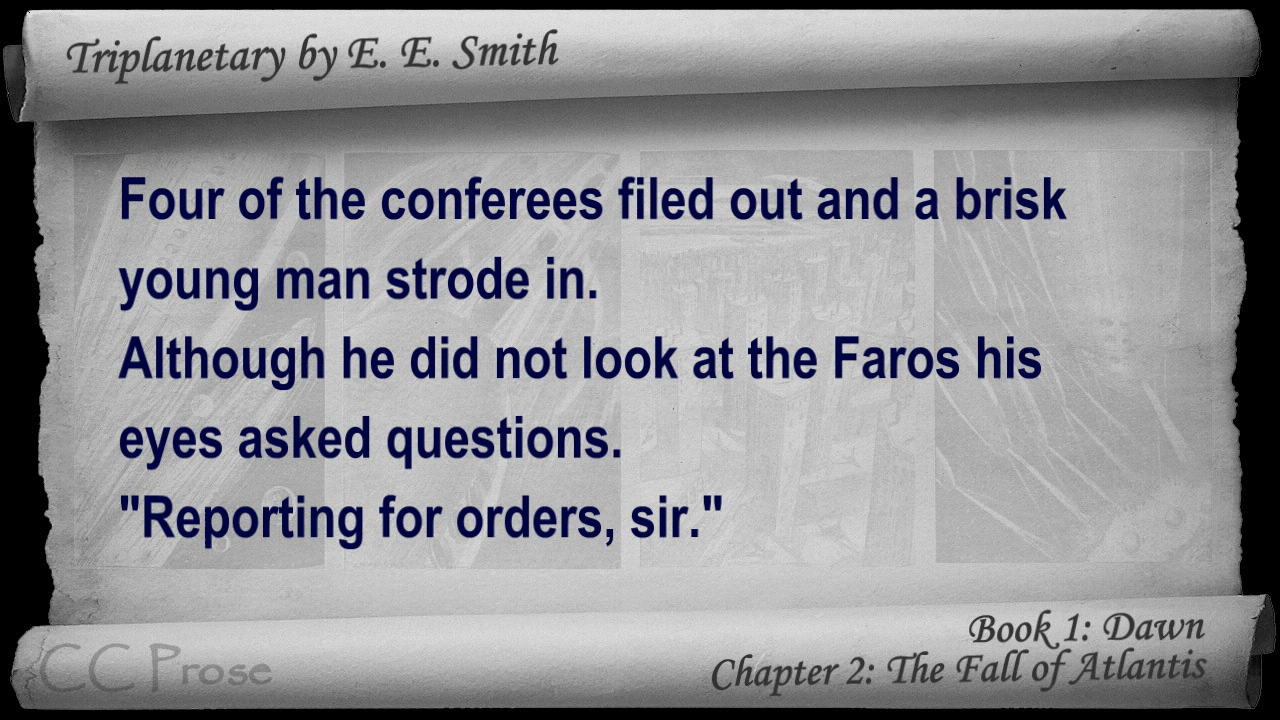 Triplanetary by E. E. Smith
Four of the conferees filed out and a brisk
young man strode in.
Although he did not look at the Faros his
eyes asked questions.
"Reporting for orders, sir."
Book 1: Dawn
Chapter 2: The Fall of Atlantis
CC Prose